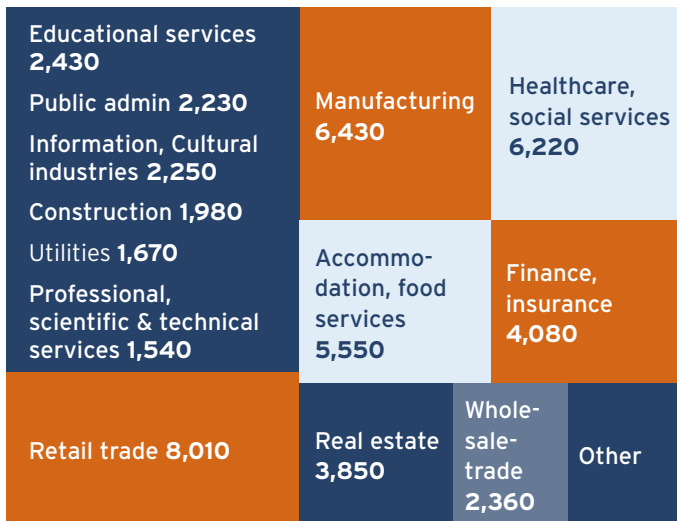 Educational services
2,430
Public admin 2,230
Information, Cultural
industries 2,250
Construction 1,980
Utilities 1,670
Professional,
scientific & technical
services 1,540
Retail trade 8,010
Manufacturing
6,430
Healthcare,
social services
6,220
Accommo-
dation, food
services
5,550
Finance,
insurance
4,080
Real estate
3,850
Whole-
sale-
trade
2,360
Other